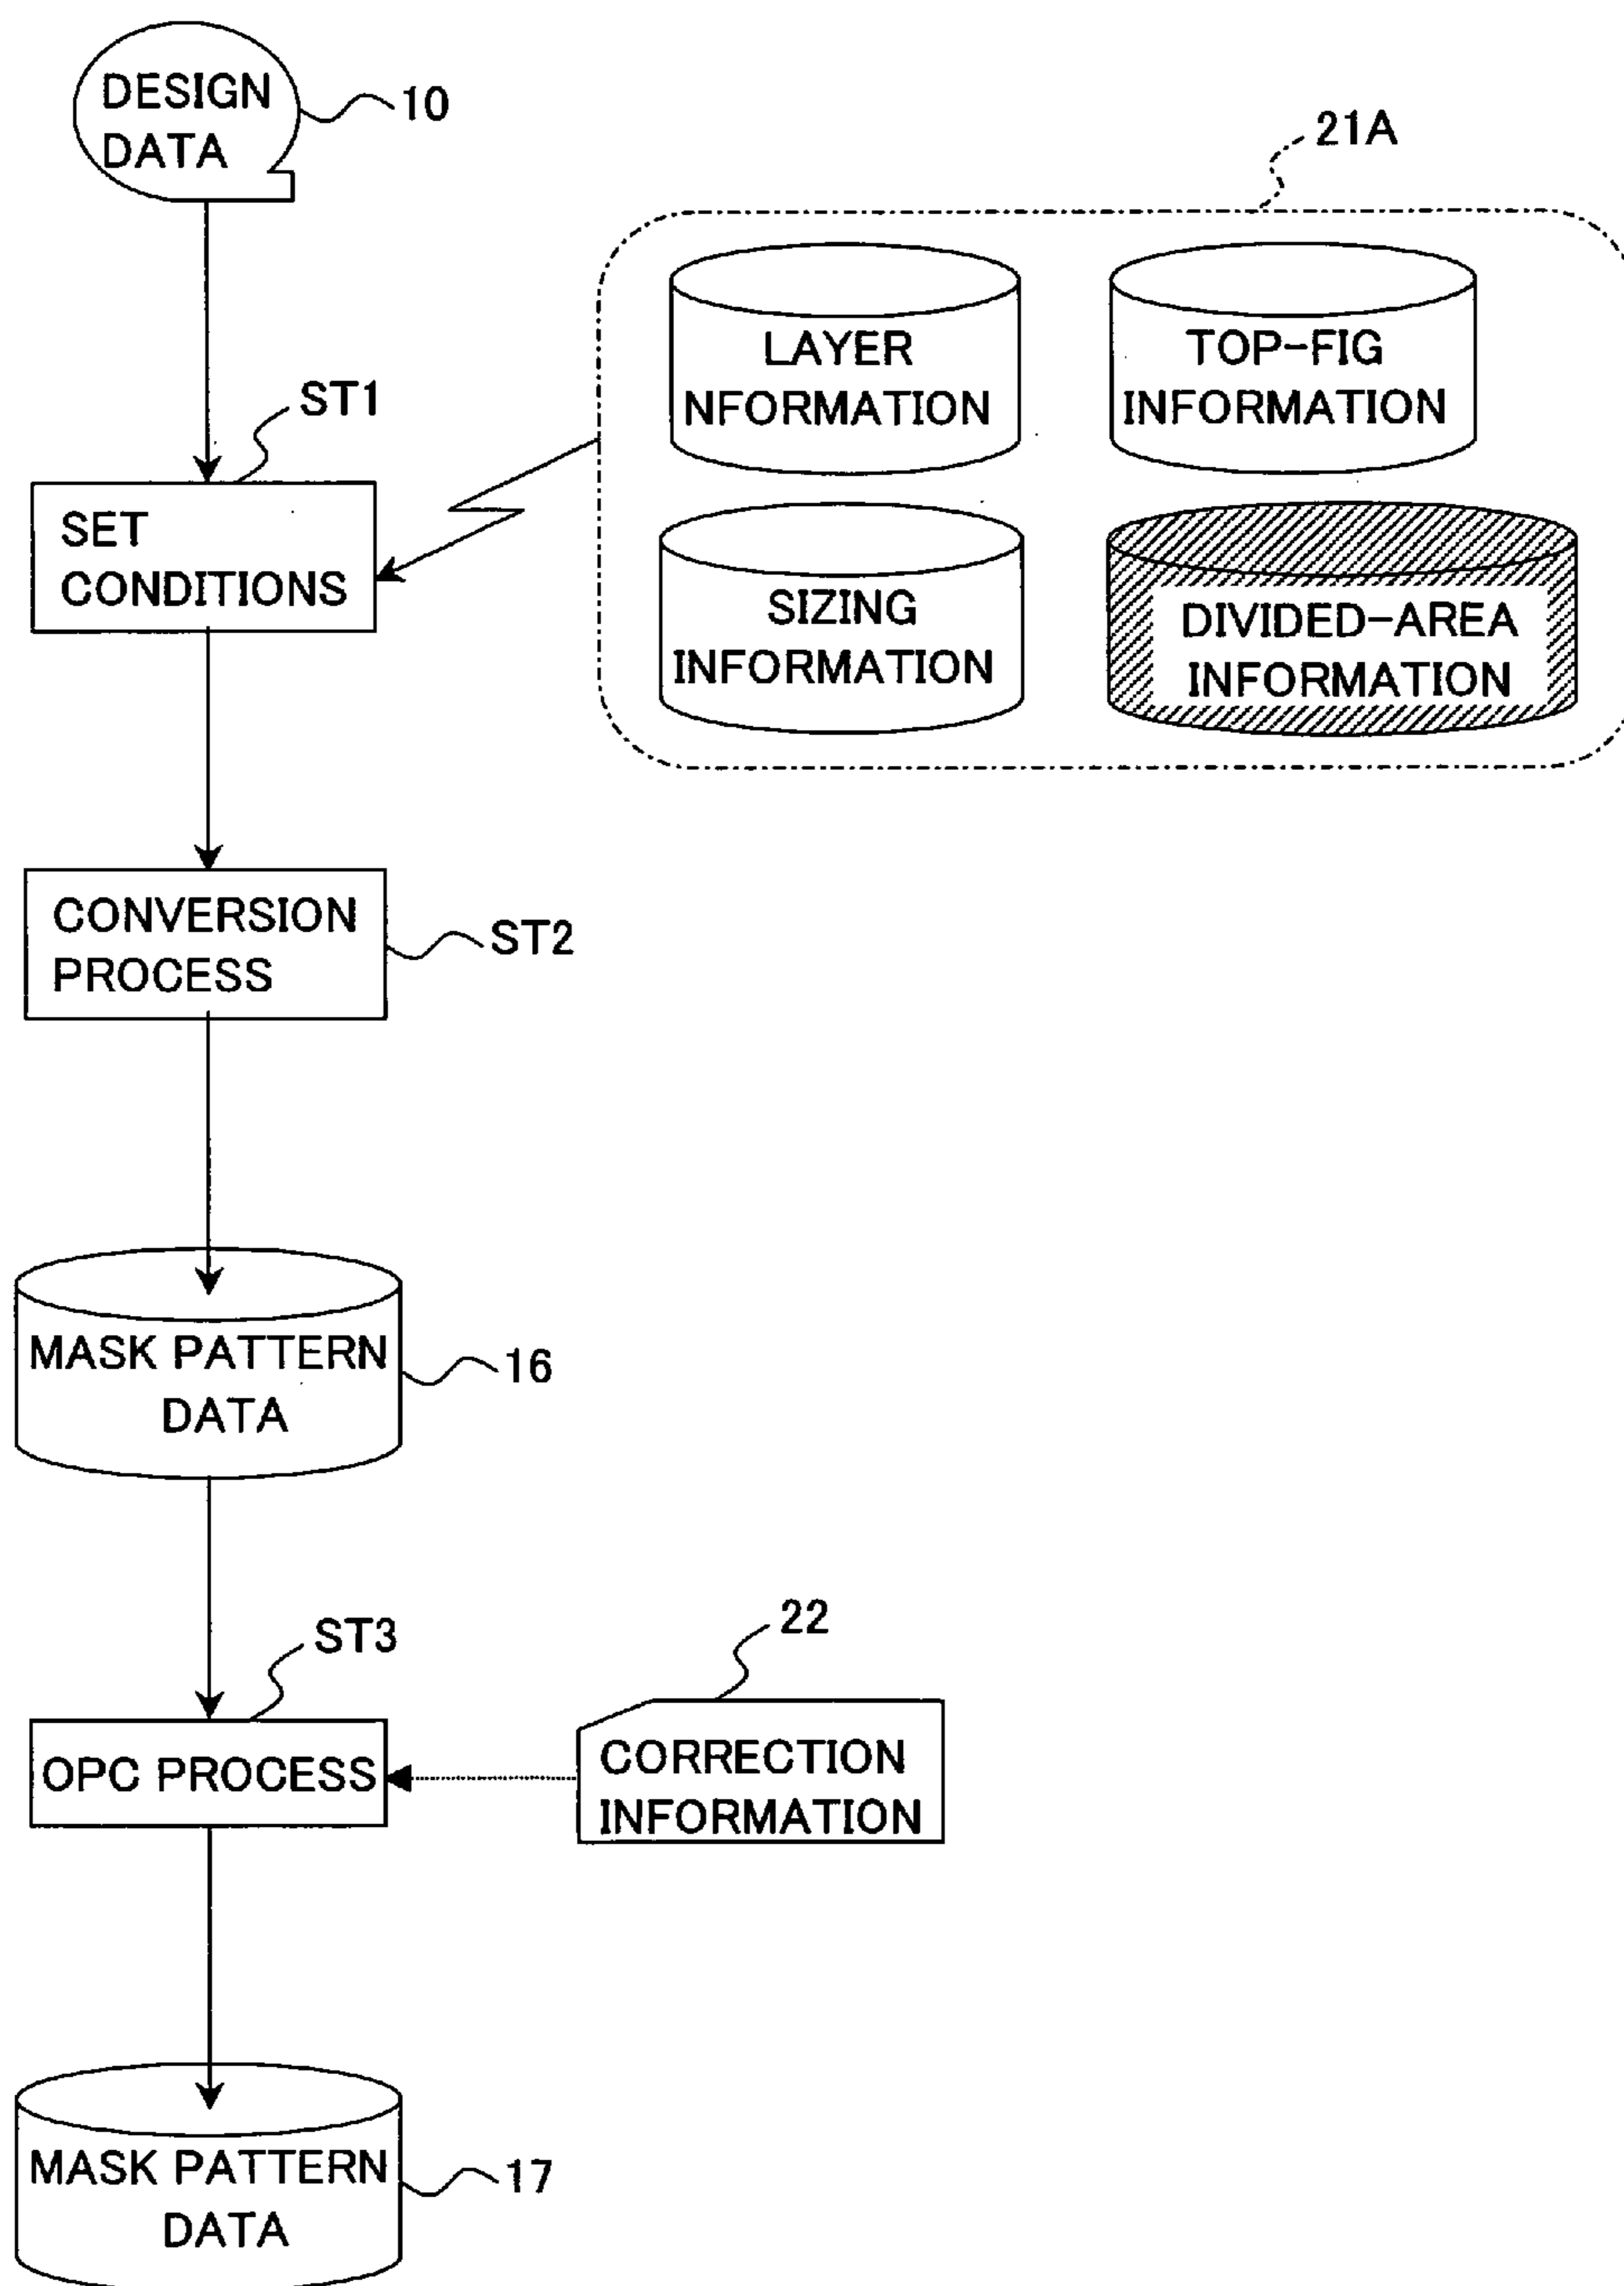 DESIGN
DATA
10
21A
LAYER
NFORMATION
TOP-FIG
INFORMATION
ST1
SET
CONDITIONS
SIZING
INFORMATION
DIVIDED-AREA
INFORMATION
CONVERSION
PROCESS
ST2
MASK PATTERN
DATA
16
ST3
22
OPC PROCESS
CORRECTION
INFORMATION
MASK PATTERN
DATA
17